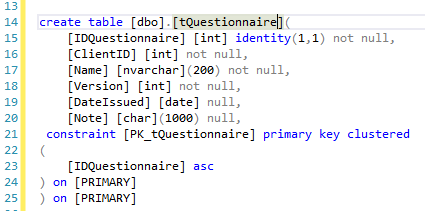 13
14 create table [dbo].[tQuestionnaire](
15 [IDQuestionnaire] [int] identity(1,1) not null,
16 [ClientID] [int] not null,
17 [Name] [nvarchar](200) not null,
18 [Version] [int] not null,
19 [DateIssued] [date] null,
20 [Note] [char](1000) null,
21 constraint [PK_tQuestionnaire] primary key clustered
22 (
23 [IDQuestionnaire] asc
24 ) on [PRIMARY]
25 ) on [PRIMARY]
26